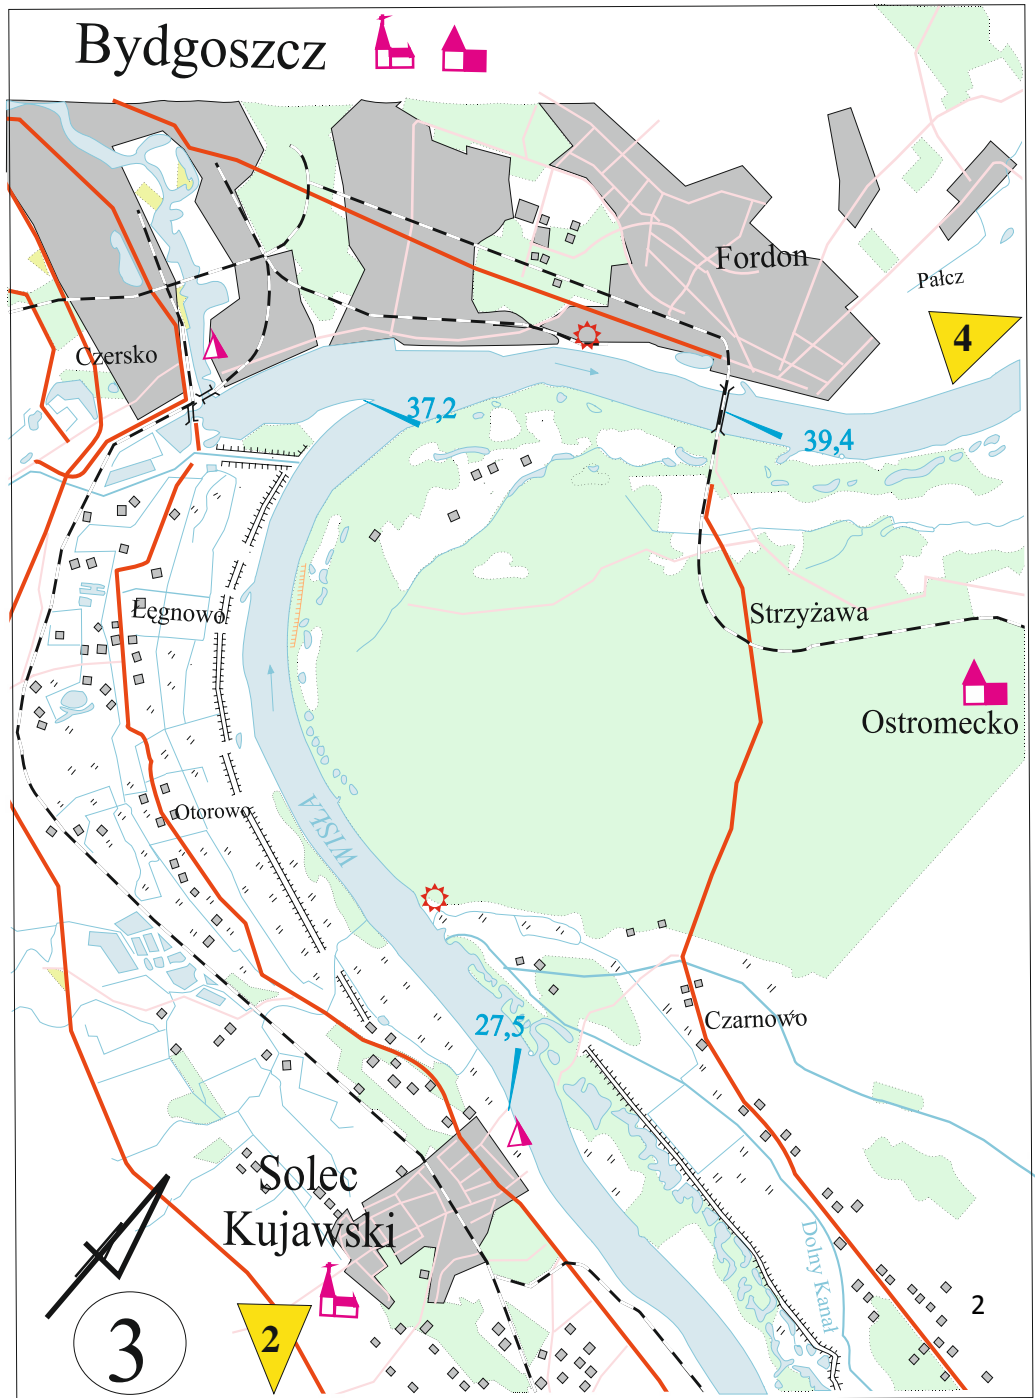 Bydgoszcz
Fordon
Pałcz
4
Czersko
37,2
39,4
Łęgnowo
Strzyżawa
Ostromecko
Otorowo
WISŁA
27,5
Czarnowo
Solec
Kujawski
Dolny Kanał
2
3
2